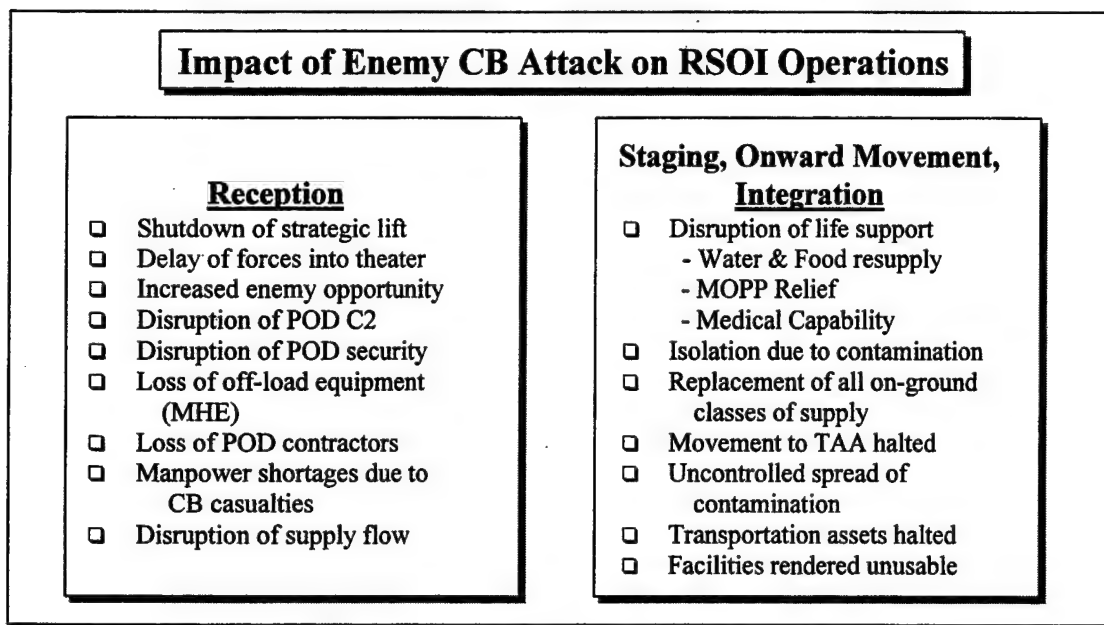 Impact of Enemy CB Attack on RSOI Operations
Reception
❑ Shutdown of strategic lift
❑ Delay of forces into theater
❑ Increased enemy opportunity
❑ Disruption of POD C2
❑ Disruption of POD security
❑ Loss of off-load equipment
(MHE)
❑ Loss of POD contractors
❑ Manpower shortages due to
CB casualties
❑ Disruption of supply flow
Staging, Onward Movement,
Integration
❑ Disruption of life support
- Water & Food resupply
- MOPP Relief
- Medical Capability
❑ Isolation due to contamination
❑ Replacement of all on-ground
classes of supply
❑ Movement to TAA halted
❑ Uncontrolled spread of
contamination
❑ Transportation assets halted
❑ Facilities rendered unusable